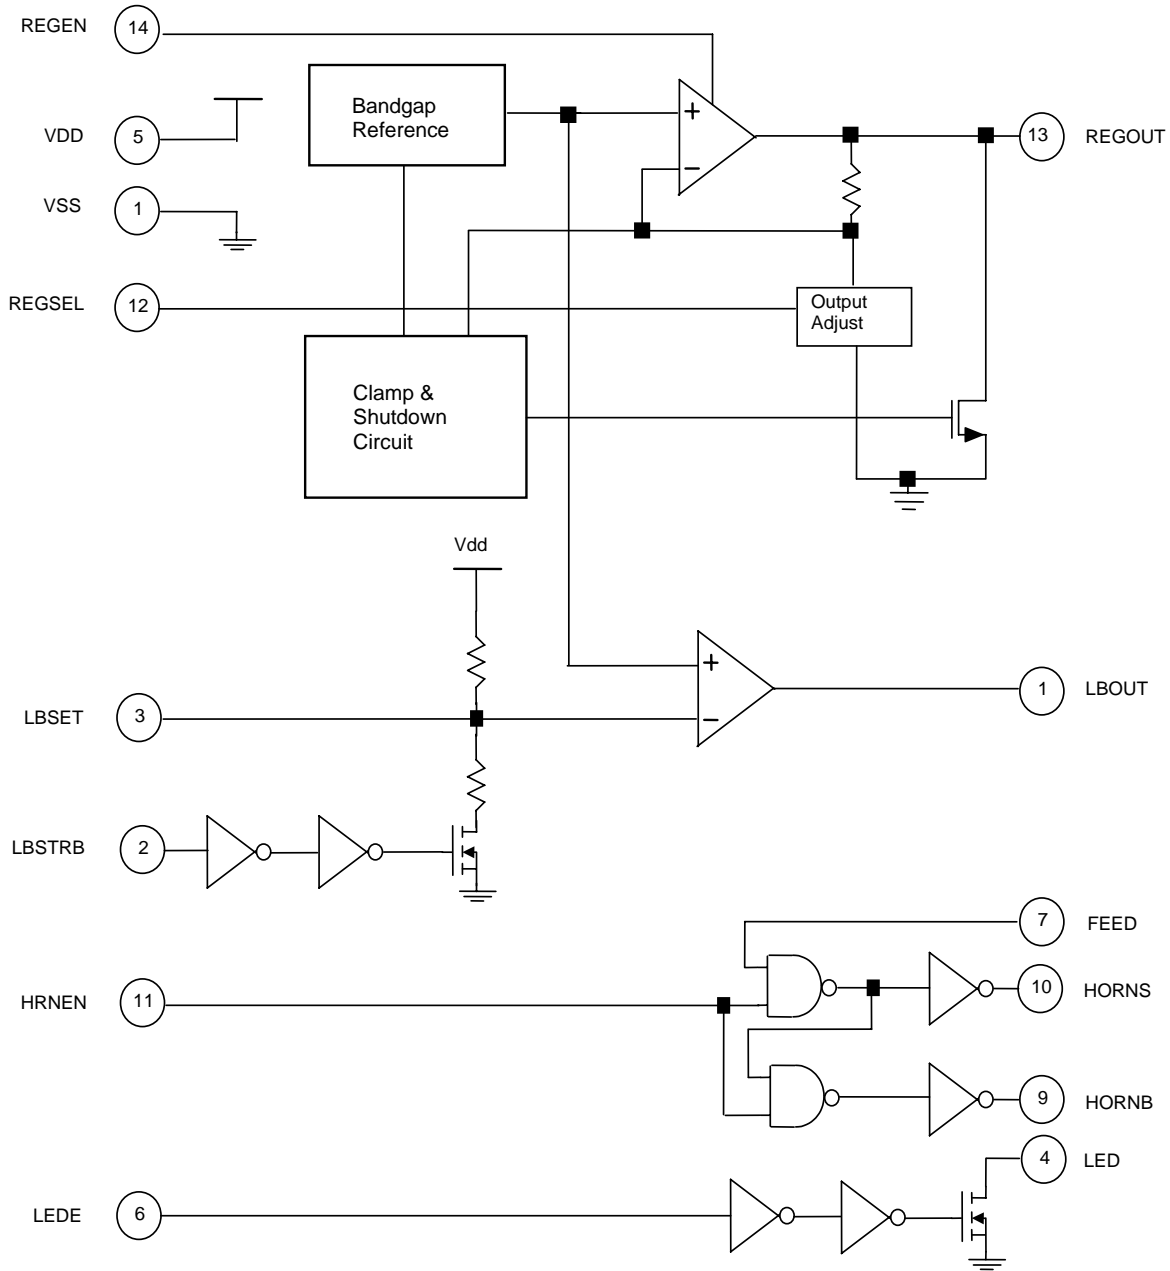 REGEN 14
Bandgap
Reference
+
−
VDD 5
13 REGOUT
VSS 1
REGSEL 12
Output
Adjust
Clamp &
Shutdown
Circuit
Vdd
+
−
1 LBOUT
LBSET 3
LBSTRB 2
7 FEED
HRNEN 11
10 HORNS
9 HORNB
4 LED
LEDE 6